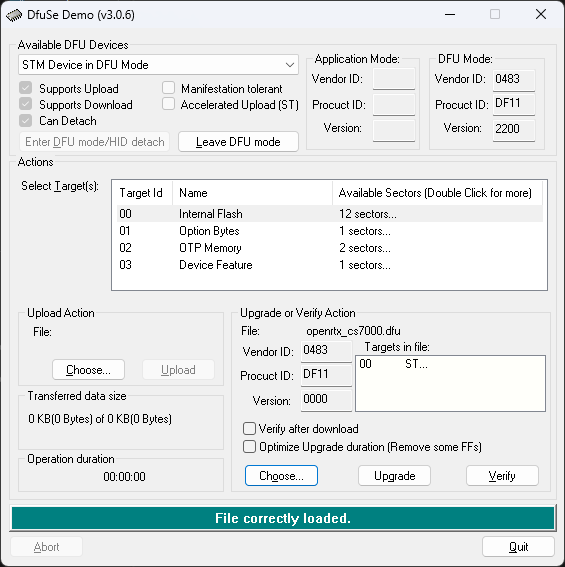 DfuSe Demo (v3.0.6)
Available DFU Devices
STM Device in DFU Mode
Supports Upload
Manifestation tolerant
Supports Download
Accelerated Upload (ST)
Can Detach
Enter DFU mode/HID detach
Leave DFU mode
Application Mode:
Vendor ID:
Procuct ID:
Version:
DFU Mode:
Vendor ID: 0483
Procuct ID: DF11
Version: 2200
Actions
Select Target(s):
Target Id Name Available Sectors (Double Click for more)
00 Internal Flash 12 sectors...
01 Option Bytes 1 sectors...
02 OTP Memory 2 sectors...
03 Device Feature 1 sectors...
Upload Action
File:
Choose...
Upload
Transferred data size
0 KB(0 Bytes) of 0 KB(0 Bytes)
Operation duration
00:00:00
Upgrade or Verify Action
File: openrtx_cs7000.dfu
Vendor ID: 0483
Procuct ID: DF11
Version: 0000
Targets in file:
00 ST...
Verify after download
Optimize Upgrade duration (Remove some FFs)
Choose...
Upgrade
Verify
File correctly loaded.
Abort
Quit